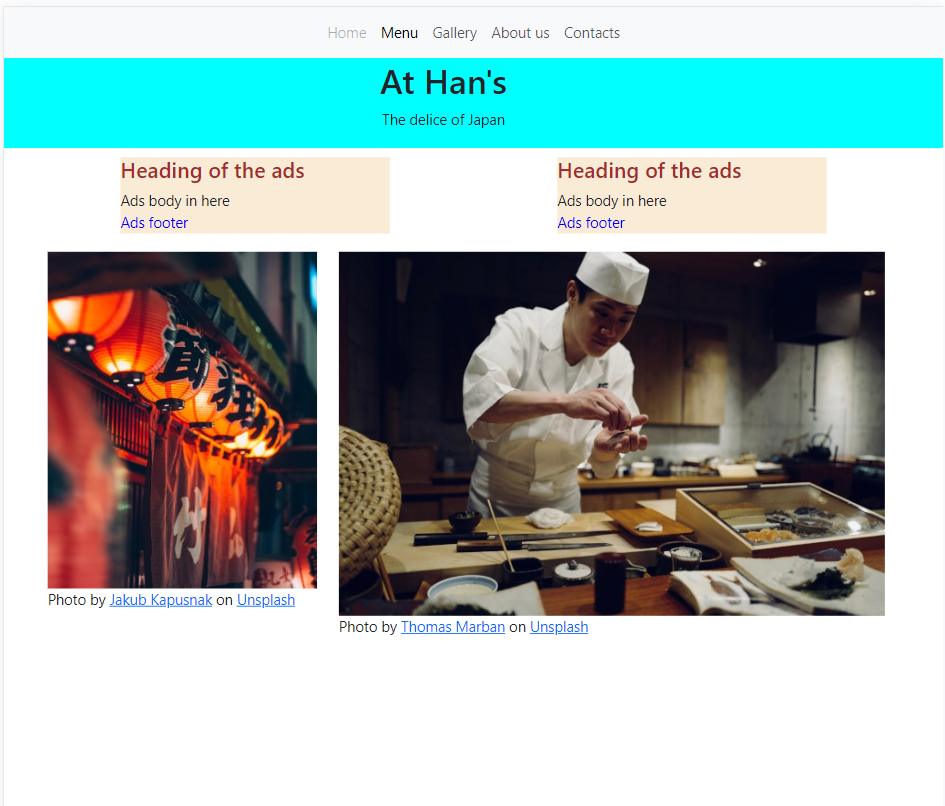 Home Menu Gallery About us Contacts
At Han's
The delice of Japan
Heading of the ads
Ads body in here
Ads footer
Heading of the ads
Ads body in here
Ads footer
竹
Photo by Jakub Kapusnak on Unsplash
Photo by Thomas Marban on Unsplash